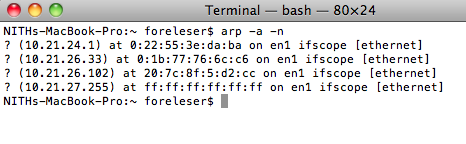 Terminal — bash — 80×24
NITHs-MacBook-Pro:~ foreleser$ arp -a -n
? (10.21.24.1) at 0:22:55:3e:da:ba on en1 ifscope [ethernet]
? (10.21.26.33) at 0:1b:77:76:6c:c6 on en1 ifscope [ethernet]
? (10.21.26.102) at 20:7c:8f:5:d2:cc on en1 ifscope [ethernet]
? (10.21.27.255) at ff:ff:ff:ff:ff:ff on en1 ifscope [ethernet]
NITHs-MacBook-Pro:~ foreleser$